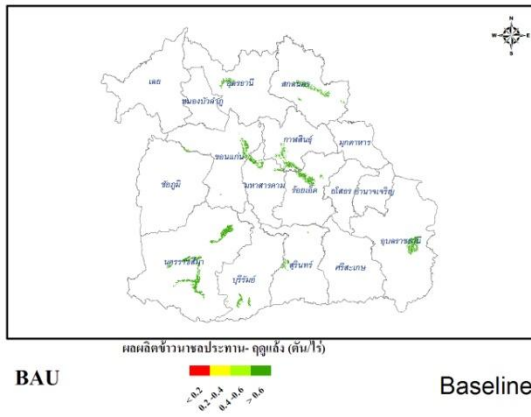 N
W E
S
เลย
อุดรธานี
สกลนคร
หนองบัวลำภู
กาฬสินธุ์
มุกดาหาร
ขอนแก่น
ชัยภูมิ
มหาสารคาม
ร้อยเอ็ด
ยโสธร
อำนาจเจริญ
อุบลราชธานี
นครราชสีมา
บุรีรัมย์
สุรินทร์
ศรีสะเกษ
ผลผลิตข้าวนาชลประทาน- ฤดูแล้ง (ตัน/ไร่)
BAU
< 0.2
0.2 -0.4
0.4 -0.6
> 0.6
Baseline